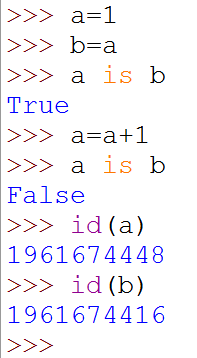 >>> a=1
>>> b=a
>>> a is b
True
>>> a=a+1
>>> a is b
False
>>> id(a)
1961674448
>>> id(b)
1961674416
>>>